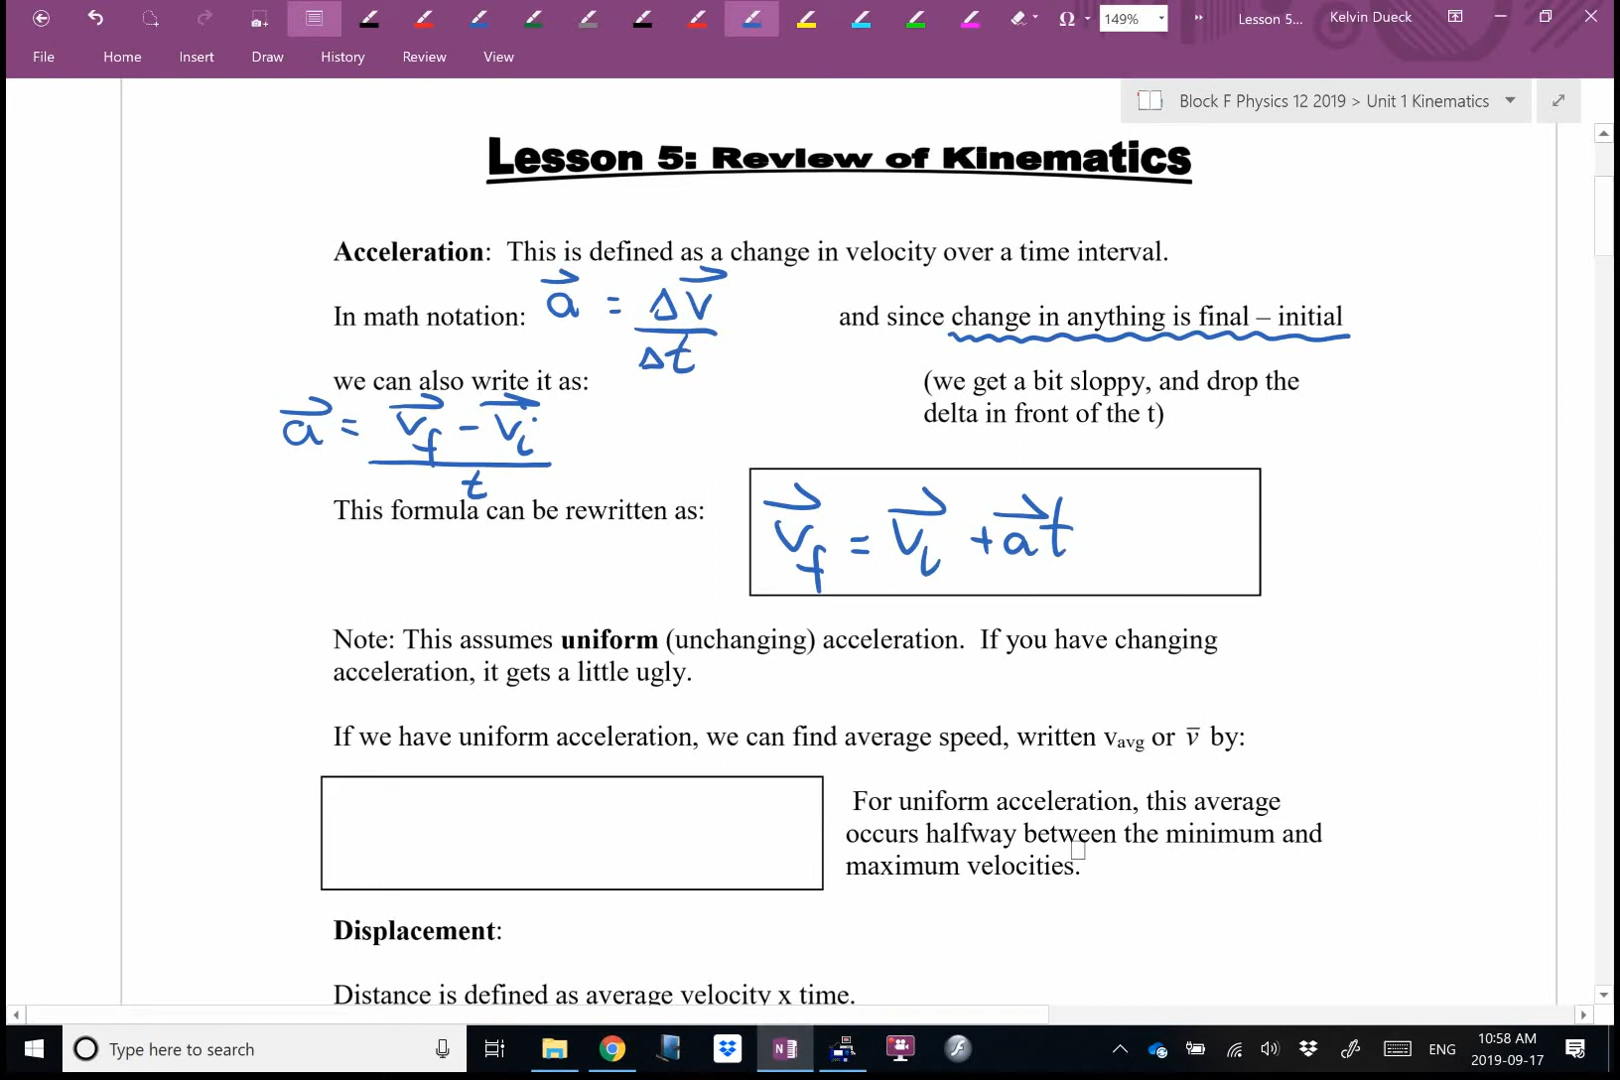 149%
Lesson 5...
Kelvin Dueck
File Home Insert Draw History Review View
Block F Physics 12 2019 > Unit 1 Kinematics
Lesson 5: Review of Kinematics
Acceleration: This is defined as a change in velocity over a time interval.
In math notation: a⃗ = Δv⃗ / Δt and since change in anything is final – initial
we can also write it as: (we get a bit sloppy, and drop the
delta in front of the t)
a⃗ = v⃗f – v⃗i / t
This formula can be rewritten as: v⃗f = v⃗i + a⃗t
Note: This assumes uniform (unchanging) acceleration. If you have changing
acceleration, it gets a little ugly.
If we have uniform acceleration, we can find average speed, written vavg or v̅ by:
For uniform acceleration, this average
occurs halfway between the minimum and
maximum velocities.
Displacement:
Distance is defined as average velocity x time.
Type here to search
ENG
10:58 AM
2019-09-17